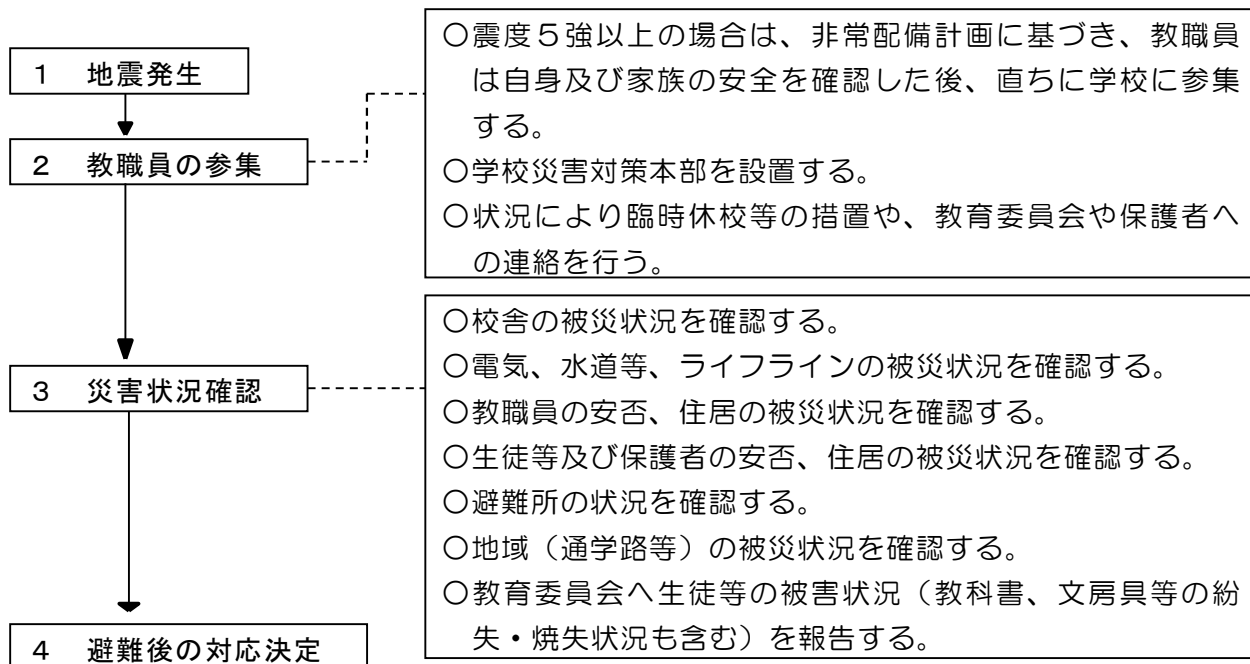 1 地震発生
2 教職員の参集
○震度5強以上の場合は、非常配備計画に基づき、教職員
は自身及び家族の安全を確認した後、直ちに学校に参集
する。
○学校災害対策本部を設置する。
○状況により臨時休校等の措置や、教育委員会や保護者へ
の連絡を行う。
3 災害状況確認
○校舎の被災状況を確認する。
○電気、水道等、ライフラインの被災状況を確認する。
○教職員の安否、住居の被災状況を確認する。
○生徒等及び保護者の安否、住居の被災状況を確認する。
○避難所の状況を確認する。
○地域（通学路等）の被災状況を確認する。
○教育委員会へ生徒等の被害状況（教科書、文房具等の紛
失・焼失状況も含む）を報告する。
4 避難後の対応決定